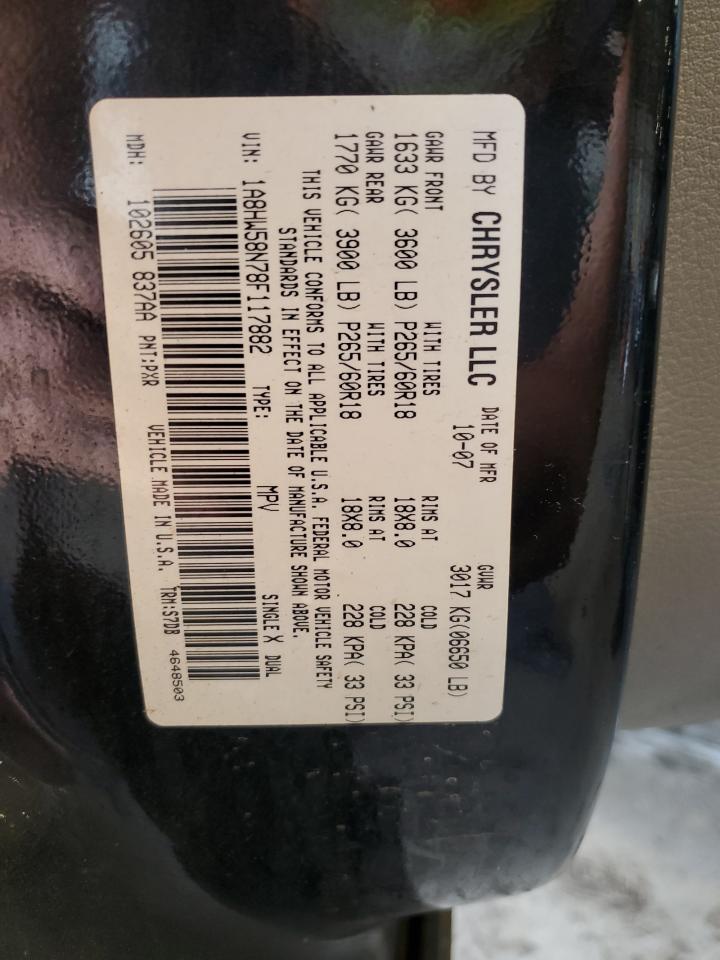 MFD BY CHRYSLER LLC DATE OF MFR GVWR
10-07 3017 KG(06650 LB)
GAWR FRONT WITH TIRES RIMS AT COLD
1633 KG( 3600 LB) P265/60R18 18X8.0 228 KPA( 33 PSI)
GAWR REAR WITH TIRES RIMS AT COLD
1770 KG( 3900 LB) P265/60R18 18X8.0 228 KPA( 33 PSI)
THIS VEHICLE CONFORMS TO ALL APPLICABLE U.S.A. FEDERAL MOTOR VEHICLE SAFETY
STANDARDS IN EFFECT ON THE DATE OF MANUFACTURE SHOWN ABOVE.
VIN: 1A8HW58N78F117882 TYPE: MPV SINGLE X DUAL
MDH: 102605 837AA PNT:PXR VEHICLE MADE IN U.S.A. TRM:S7DB 4648503